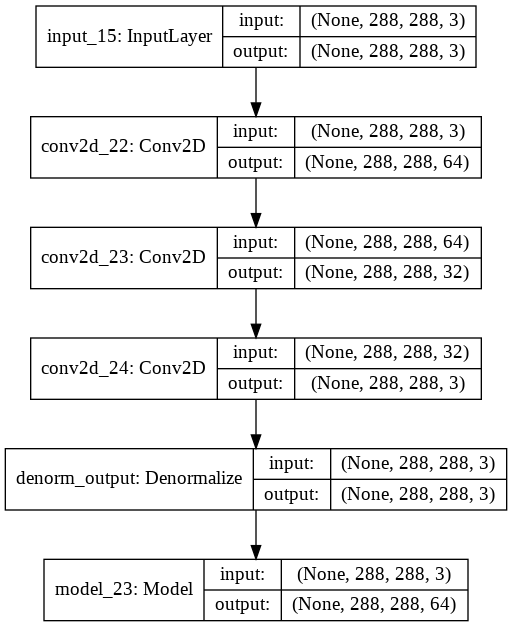 input_15: InputLayer
input: (None, 288, 288, 3)
output: (None, 288, 288, 3)
conv2d_22: Conv2D
input: (None, 288, 288, 3)
output: (None, 288, 288, 64)
conv2d_23: Conv2D
input: (None, 288, 288, 64)
output: (None, 288, 288, 32)
conv2d_24: Conv2D
input: (None, 288, 288, 32)
output: (None, 288, 288, 3)
denorm_output: Denormalize
input: (None, 288, 288, 3)
output: (None, 288, 288, 3)
model_23: Model
input: (None, 288, 288, 3)
output: (None, 288, 288, 64)